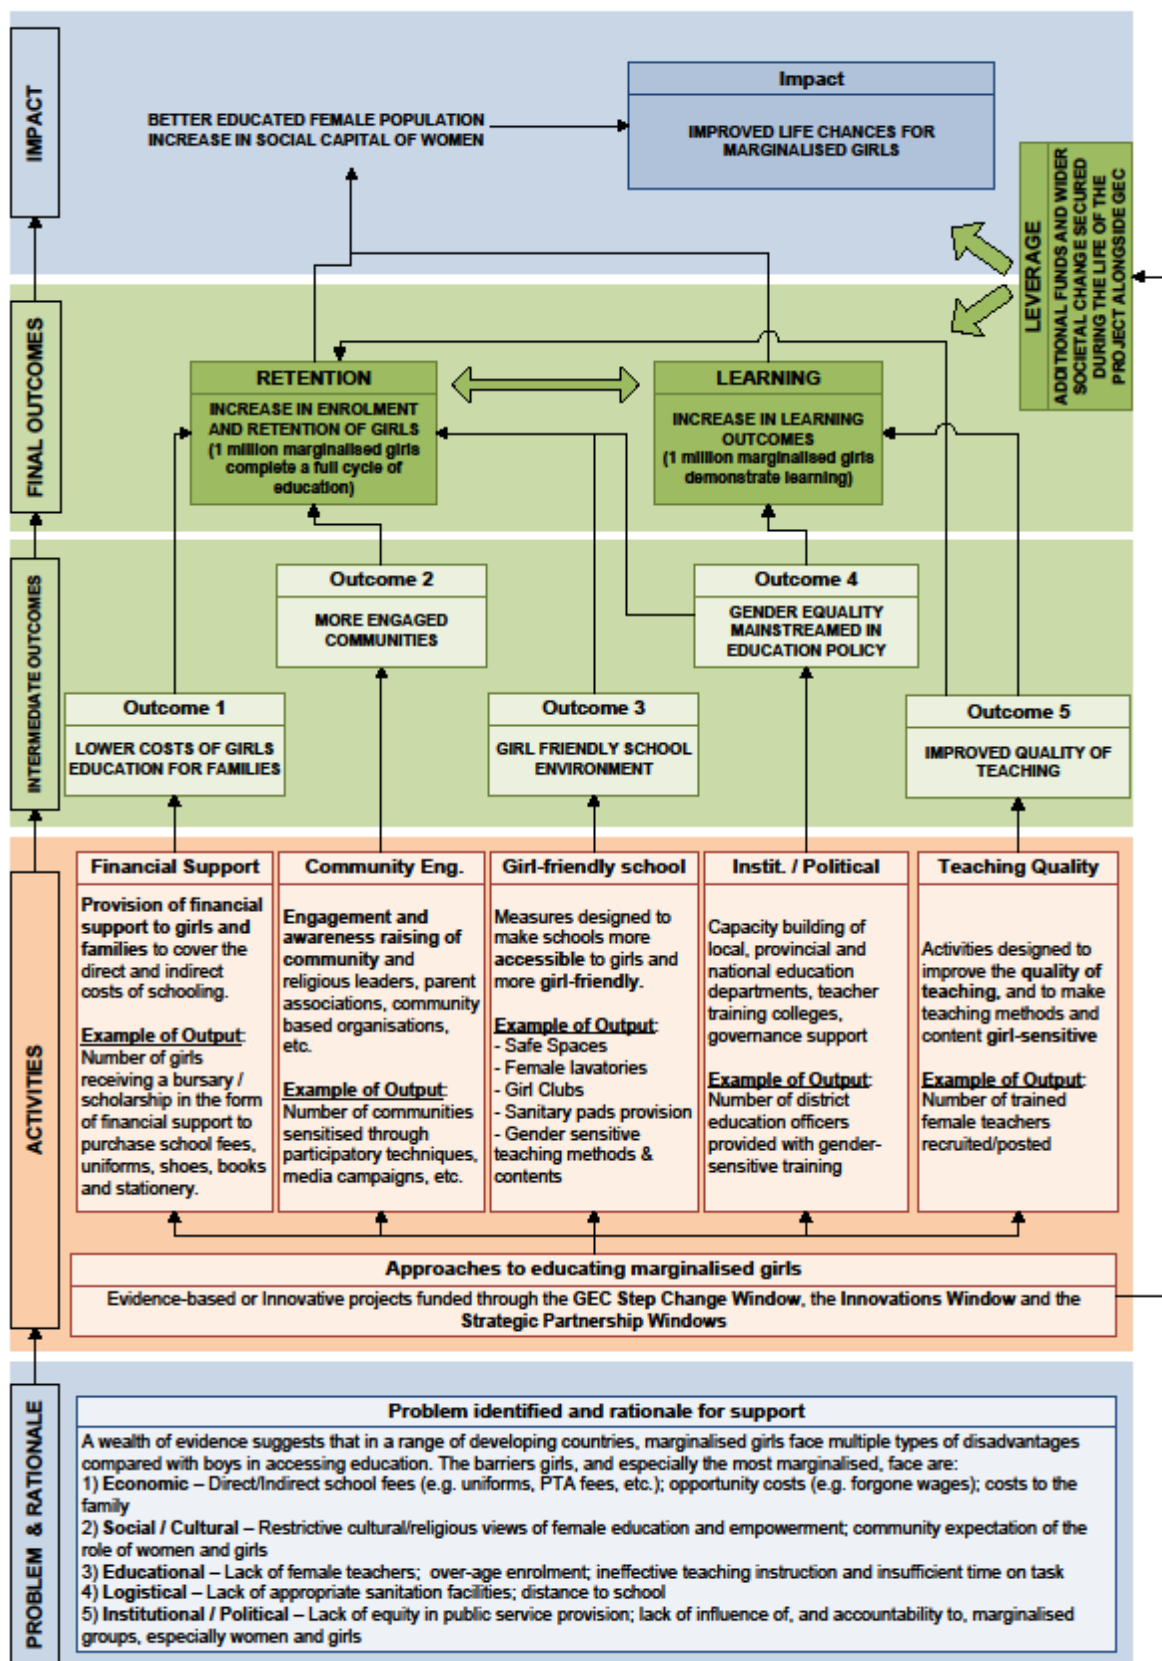 IMPACT
BETTER EDUCATED FEMALE POPULATION
INCREASE IN SOCIAL CAPITAL OF WOMEN
Impact
IMPROVED LIFE CHANCES FOR
MARGINALISED GIRLS
LEVERAGE
ADDITIONAL FUNDS AND WIDER
SOCIETAL CHANGE SECURED
DURING THE LIFE OF THE
PROJECT ALONGSIDE GEC
FINAL OUTCOMES
RETENTION
INCREASE IN ENROLMENT
AND RETENTION OF GIRLS
(1 million marginalised girls
complete a full cycle of
education)
LEARNING
INCREASE IN LEARNING
OUTCOMES
(1 million marginalised girls
demonstrate learning)
INTERMEDIATE OUTCOMES
Outcome 2
MORE ENGAGED
COMMUNITIES
Outcome 4
GENDER EQUALITY
MAINSTREAMED IN
EDUCATION POLICY
Outcome 1
LOWER COSTS OF GIRLS
EDUCATION FOR FAMILIES
Outcome 3
GIRL FRIENDLY SCHOOL
ENVIRONMENT
Outcome 5
IMPROVED QUALITY OF
TEACHING
ACTIVITIES
Financial Support
Provision of financial
support to girls and
families to cover the
direct and indirect
costs of schooling.
Example of Output:
Number of girls
receiving a bursary /
scholarship in the form
of financial support to
purchase school fees,
uniforms, shoes, books
and stationery.
Community Eng.
Engagement and
awareness raising of
community and
religious leaders, parent
associations, community
based organisations,
etc.
Example of Output:
Number of communities
sensitised through
participatory techniques,
media campaigns, etc.
Girl-friendly school
Measures designed to
make schools more
accessible to girls and
more girl-friendly.
Example of Output:
- Safe Spaces
- Female lavatories
- Girl Clubs
- Sanitary pads provision
- Gender sensitive
teaching methods &
contents
Instit. / Political
Capacity building of
local, provincial and
national education
departments, teacher
training colleges,
governance support
Example of Output:
Number of district
education officers
provided with gender-
sensitive training
Teaching Quality
Activities designed to
improve the quality of
teaching, and to make
teaching methods and
content girl-sensitive
Example of Output:
Number of trained
female teachers
recruited/posted
Approaches to educating marginalised girls
Evidence-based or Innovative projects funded through the GEC Step Change Window, the Innovations Window and the
Strategic Partnership Windows
PROBLEM & RATIONALE
Problem identified and rationale for support
A wealth of evidence suggests that in a range of developing countries, marginalised girls face multiple types of disadvantages
compared with boys in accessing education. The barriers girls, and especially the most marginalised, face are:
1) Economic – Direct/Indirect school fees (e.g. uniforms, PTA fees, etc.); opportunity costs (e.g. forgone wages); costs to the
family
2) Social / Cultural – Restrictive cultural/religious views of female education and empowerment; community expectation of the
role of women and girls
3) Educational – Lack of female teachers; over-age enrolment; ineffective teaching instruction and insufficient time on task
4) Logistical – Lack of appropriate sanitation facilities; distance to school
5) Institutional / Political – Lack of equity in public service provision; lack of influence of, and accountability to, marginalised
groups, especially women and girls